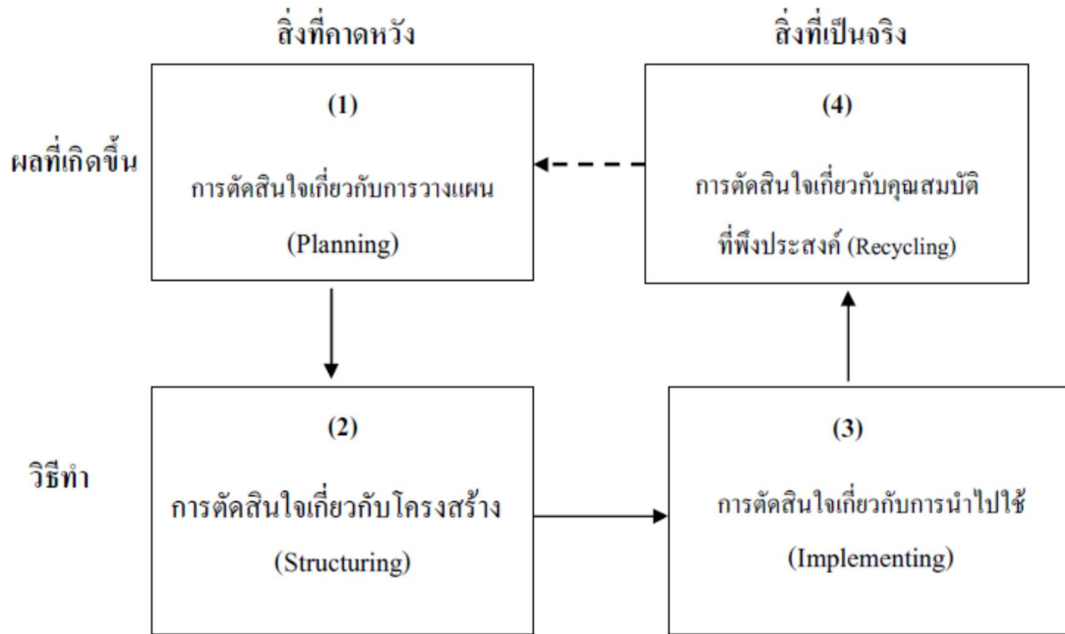 สิ่งที่คาดหวัง
สิ่งที่เป็นจริง
ผลที่เกิดขึ้น
(1)
การตัดสินใจเกี่ยวกับการวางแผน
(Planning)
(4)
การตัดสินใจเกี่ยวกับคุณสมบัติ
ที่พึงประสงค์ (Recycling)
วิธีทำ
(2)
การตัดสินใจเกี่ยวกับโครงสร้าง
(Structuring)
(3)
การตัดสินใจเกี่ยวกับการนำไปใช้
(Implementing)